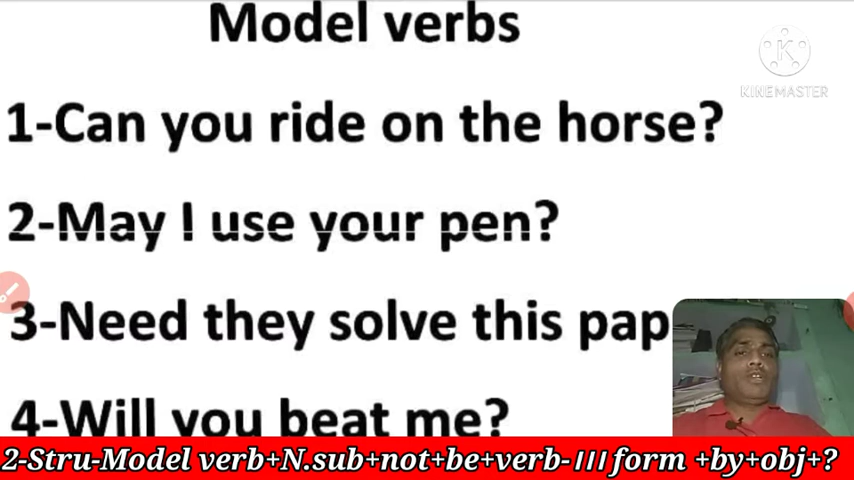 Model verbs
KINEMASTER
1-Can you ride on the horse?
2-May I use your pen?
3-Need they solve this pap
4-Will you beat me?
2-Stru-Model verb+N.sub+not+be+verb-III form +by+obj+?